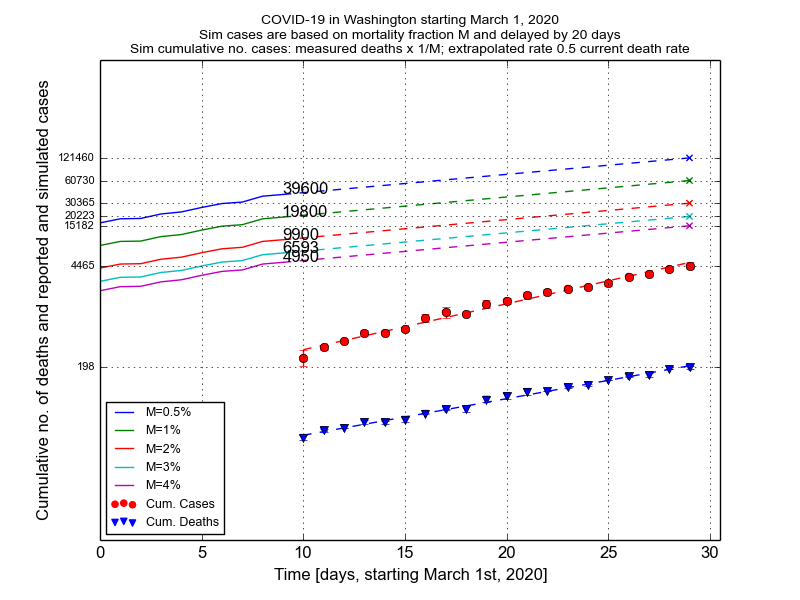 COVID-19 in Washington starting March 1, 2020
Sim cases are based on mortality fraction M and delayed by 20 days
Sim cumulative no. cases: measured deaths x 1/M; extrapolated rate 0.5 current death rate
Cumulative no. of deaths and reported and simulated cases
121460
60730
30365
20223
15182
4465
198
39600
19800
9900
6593
4950
M=0.5%
M=1%
M=2%
M=3%
M=4%
Cum. Cases
Cum. Deaths
0 5 10 15 20 25 30
Time [days, starting March 1st, 2020]